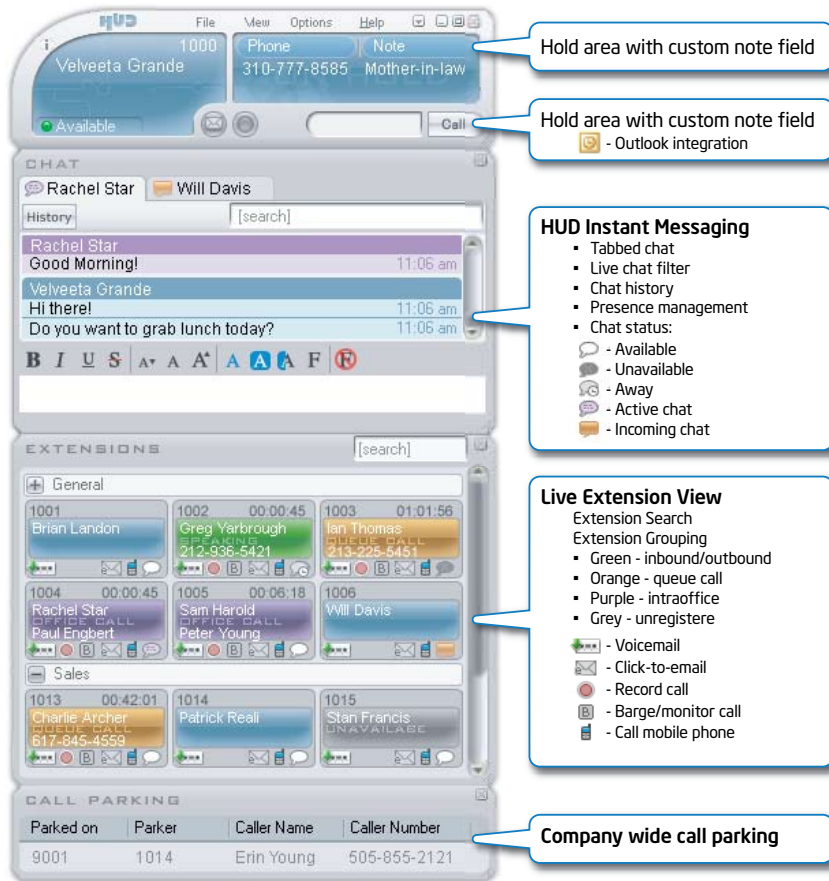 HUD File View Options Help
i 1000
Velveeta Grande
Available
Phone Note
310-777-8585 Mother-in-law
Call
CHAT
Rachel Star Will Davis
History [search]
Rachel Star
Good Morning! 11:06 am
Velveeta Grande
Hi there! 11:06 am
Do you want to grab lunch today? 11:06 am
B I U S A A A A A A F F
EXTENSIONS [search]
General
1001
Brian Landon
1002 00:00:45
Greg Yarbrough
SPEAKING
212-936-5421
B
1003 01:01:56
Ian Thomas
QUEUE CALL
213-225-5451
B
1004 00:00:45
Rachel Star
OFFICE CALL
Paul Engbert
B
1005 00:06:18
Sam Harold
OFFICE CALL
Peter Young
B
1006
Will Davis
Sales
1013 00:42:01
Charlie Archer
QUEUE CALL
617-845-4559
B
1014
Patrick Reali
1015
Stan Francis
UNAVAILABE
CALL PARKING
Parked on Parker Caller Name Caller Number
9001 1014 Erin Young 505-855-2121
Hold area with custom note field
Hold area with custom note field
- Outlook integration
HUD Instant Messaging
▪ Tabbed chat
▪ Live chat filter
▪ Chat history
▪ Presence management
▪ Chat status:
- Available
- Unavailable
- Away
- Active chat
- Incoming chat
Live Extension View
Extension Search
Extension Grouping
▪ Green - inbound/outbound
▪ Orange - queue call
▪ Purple - intraoffice
▪ Grey - unregistere
- Voicemail
- Click-to-email
- Record call
B - Barge/monitor call
- Call mobile phone
Company wide call parking